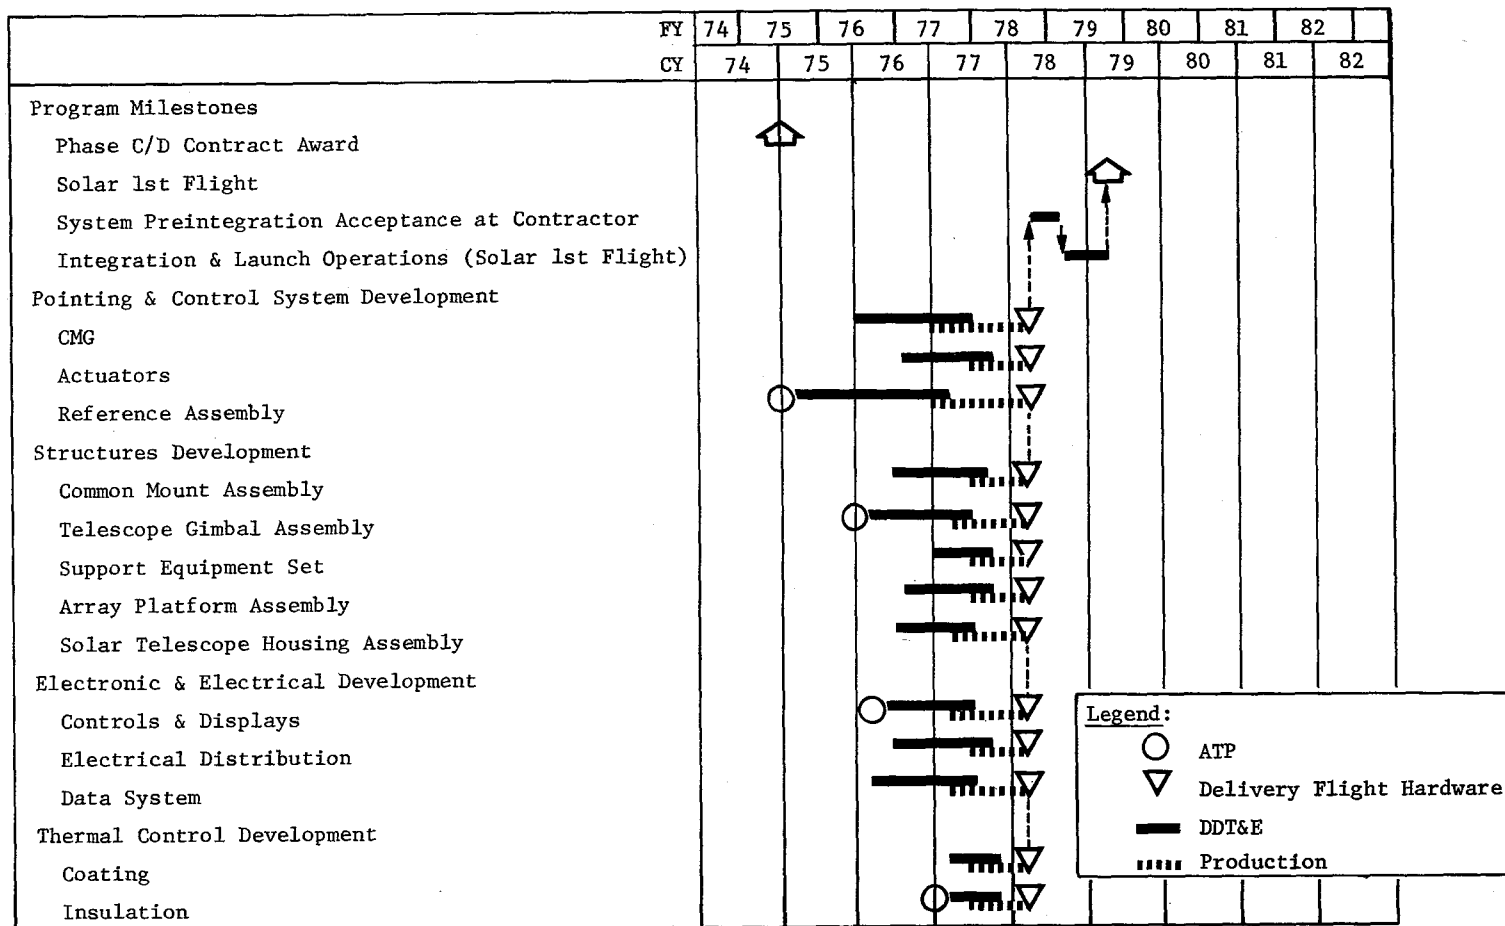 FY 74 75 76 77 78 79 80 81 82
CY 74 75 76 77 78 79 80 81 82
Program Milestones
Phase C/D Contract Award
Solar 1st Flight
System Preintegration Acceptance at Contractor
Integration & Launch Operations (Solar 1st Flight)
Pointing & Control System Development
CMG
Actuators
Reference Assembly
Structures Development
Common Mount Assembly
Telescope Gimbal Assembly
Support Equipment Set
Array Platform Assembly
Solar Telescope Housing Assembly
Electronic & Electrical Development
Controls & Displays
Electrical Distribution
Data System
Thermal Control Development
Coating
Insulation
Legend:
ATP
Delivery Flight Hardware
DDT&E
Production